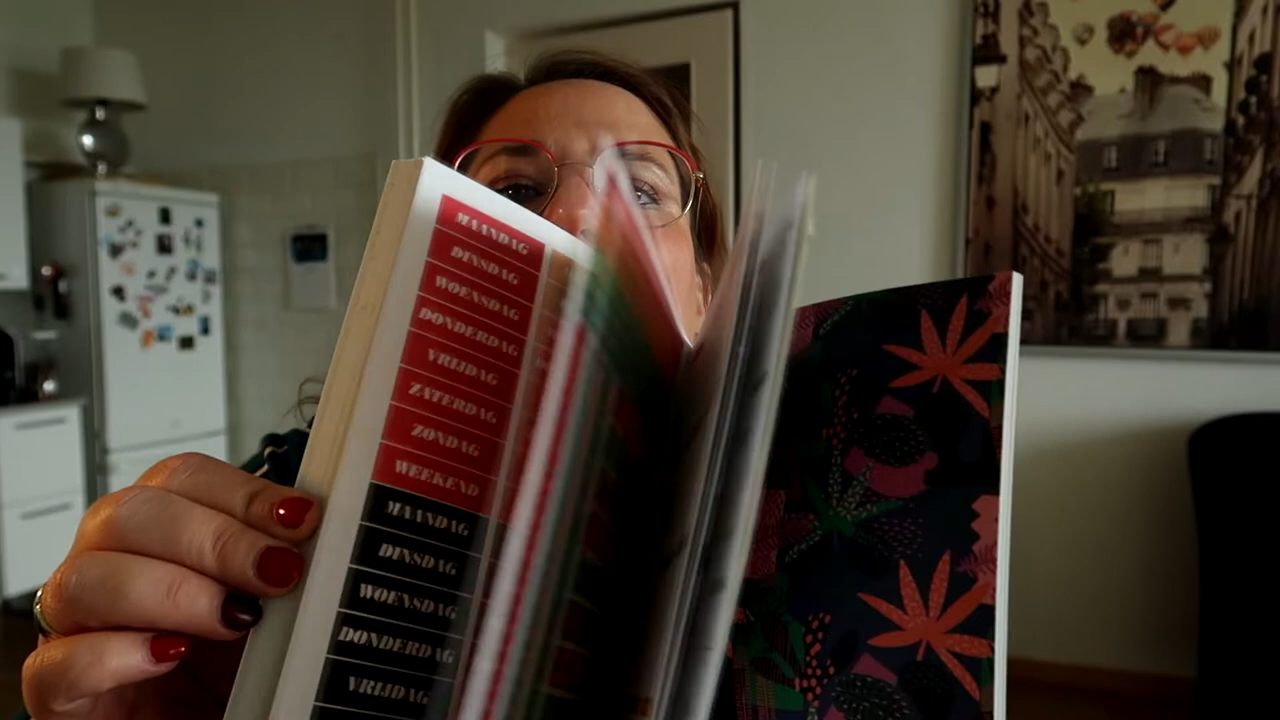 MAANDAG
DINSDAG
WOENSDAG
DONDERDAG
VRIJDAG
ZATERDAG
ZONDAG
WEEKEND
MAANDAG
DINSDAG
WOENSDAG
DONDERDAG
VRIJDAG